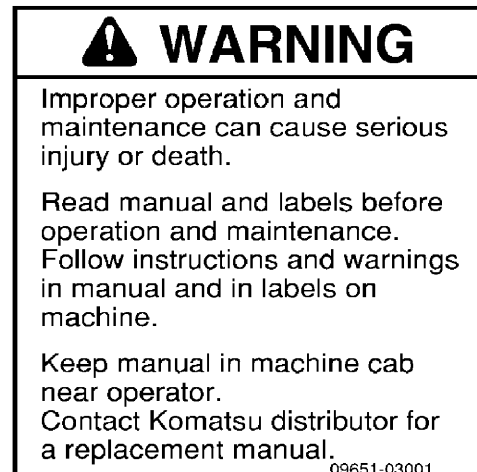 WARNING
Improper operation and
maintenance can cause serious
injury or death.
Read manual and labels before
operation and maintenance.
Follow instructions and warnings
in manual and in labels on
machine.
Keep manual in machine cab
near operator.
Contact Komatsu distributor for
a replacement manual.
09651-03001